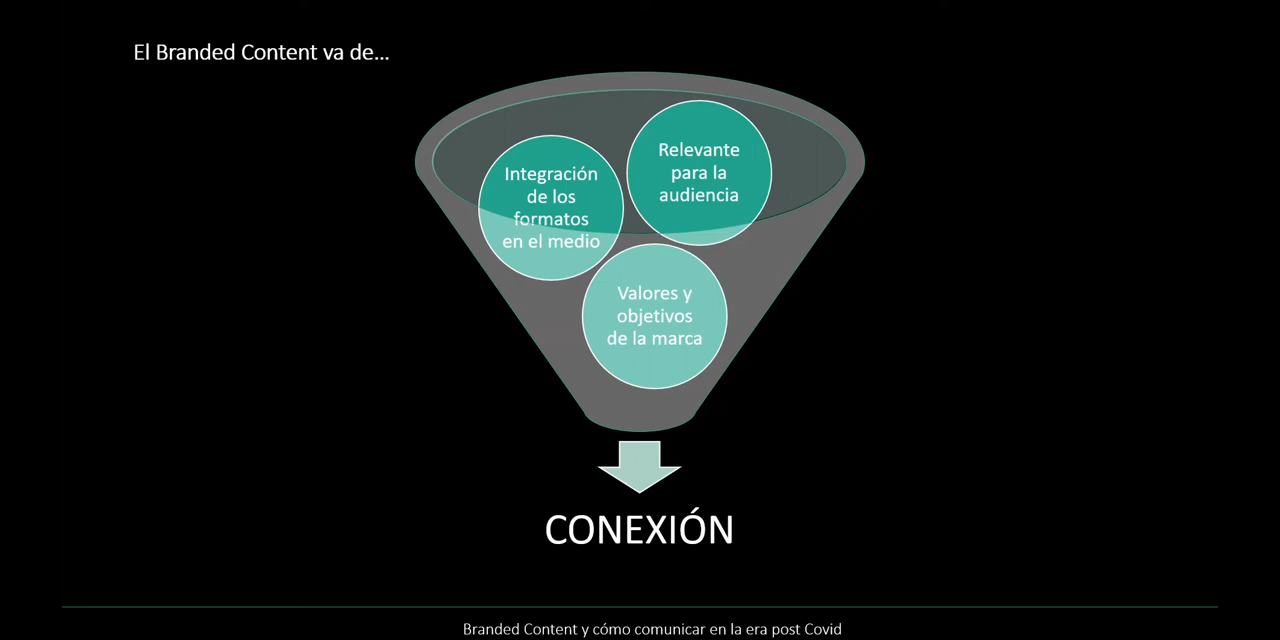 El Branded Content va de...
Relevante
para la
audiencia
Integración
de los
formatos
en el medio
Valores y
objetivos
de la marca
CONEXIÓN
Branded Content y cómo comunicar en la era post Covid